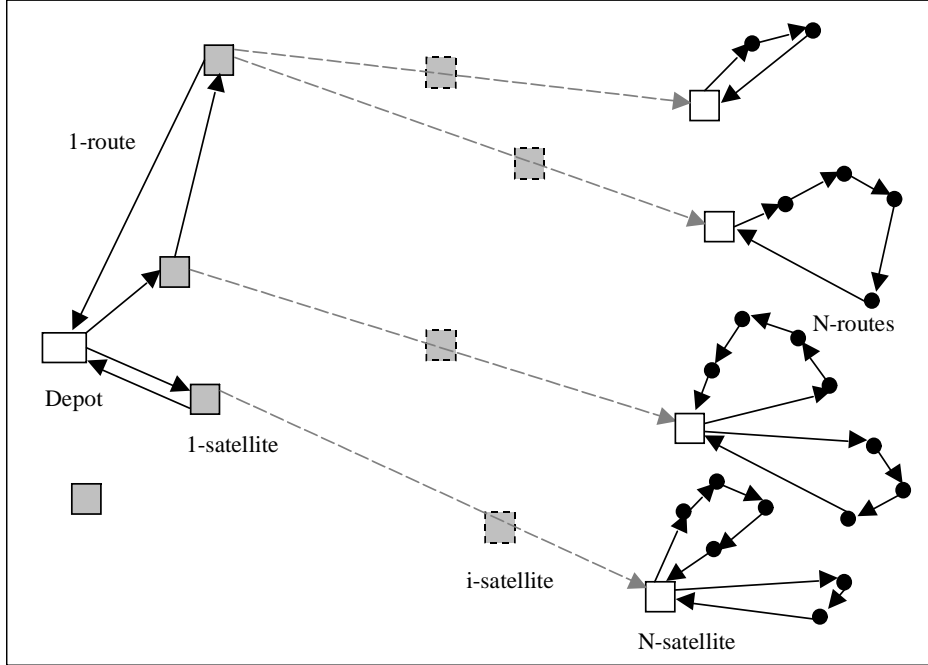 1-route
N-routes
Depot
1-satellite
i-satellite
N-satellite